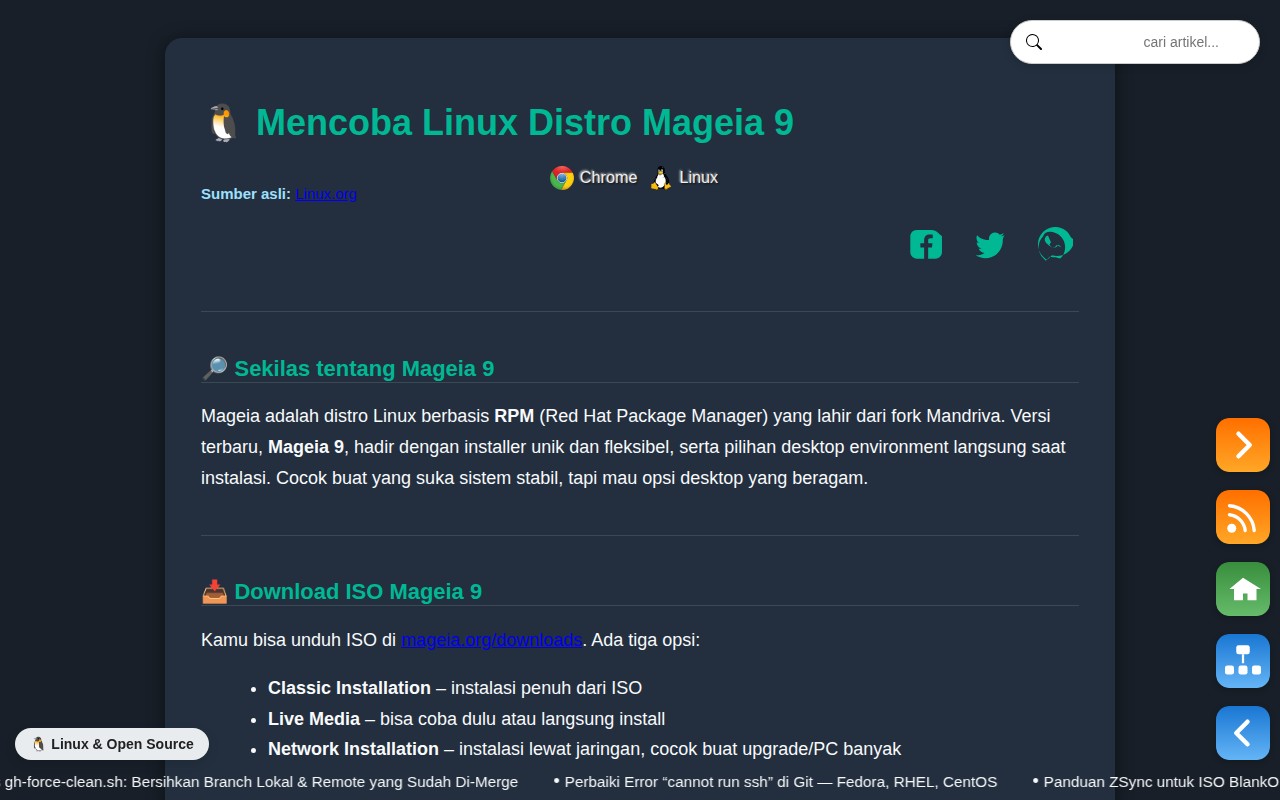 cari artikel...
Mencoba Linux Distro Mageia 9
Chrome Linux
Sumber asli: Linux.org
Sekilas tentang Mageia 9
Mageia adalah distro Linux berbasis RPM (Red Hat Package Manager) yang lahir dari fork Mandriva. Versi
terbaru, Mageia 9, hadir dengan installer unik dan fleksibel, serta pilihan desktop environment langsung saat
instalasi. Cocok buat yang suka sistem stabil, tapi mau opsi desktop yang beragam.
Download ISO Mageia 9
Kamu bisa unduh ISO di mageia.org/downloads. Ada tiga opsi:
• Classic Installation – instalasi penuh dari ISO
• Live Media – bisa coba dulu atau langsung install
• Network Installation – instalasi lewat jaringan, cocok buat upgrade/PC banyak
Linux & Open Source
gh-force-clean.sh: Bersihkan Branch Lokal & Remote yang Sudah Di-Merge • Perbaiki Error “cannot run ssh” di Git — Fedora, RHEL, CentOS • Panduan ZSync untuk ISO